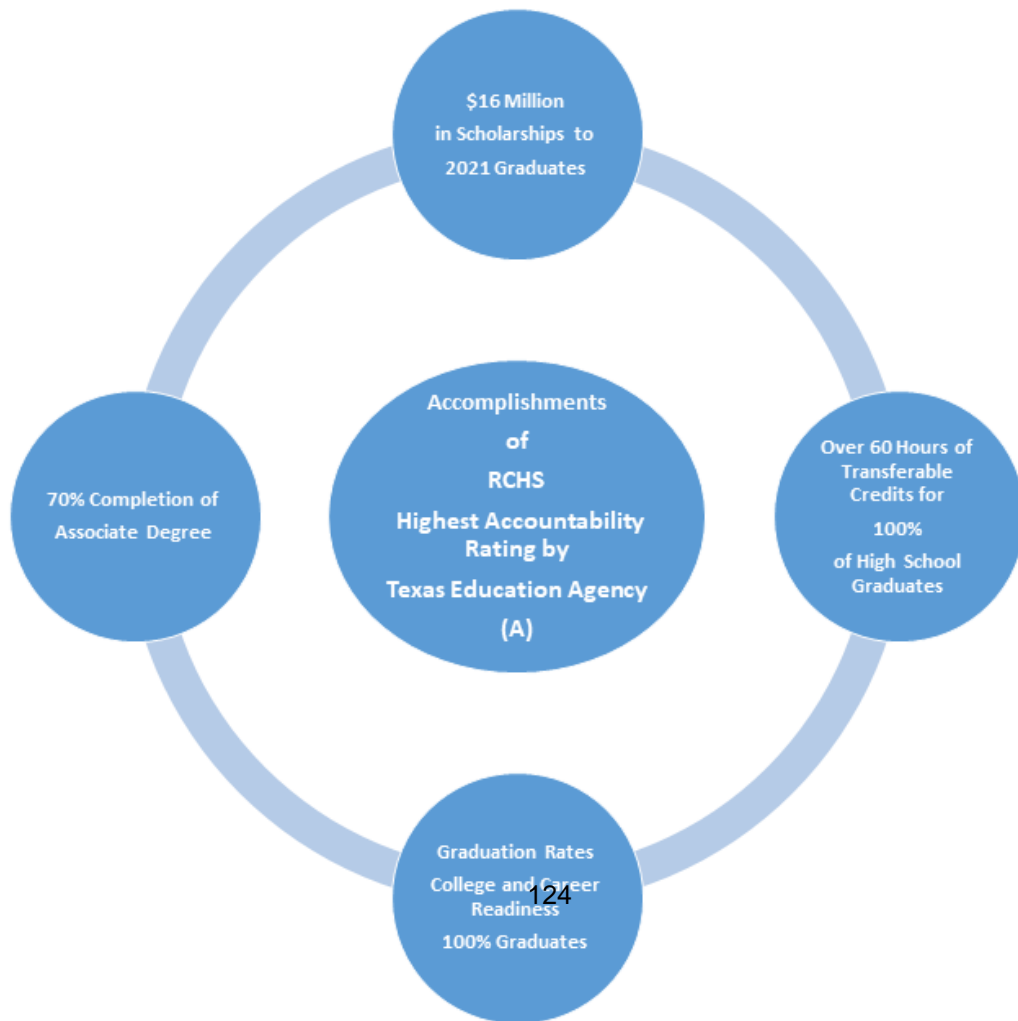 $16 Million
in Scholarships to
2021 Graduates
Accomplishments
of
RCHS
Highest Accountability
Rating by
Texas Education Agency
(A)
70% Completion of
Associate Degree
Over 60 Hours of
Transferable
Credits for
100%
of High School
Graduates
Graduation Rates
College and Career
Readiness
100% Graduates
124